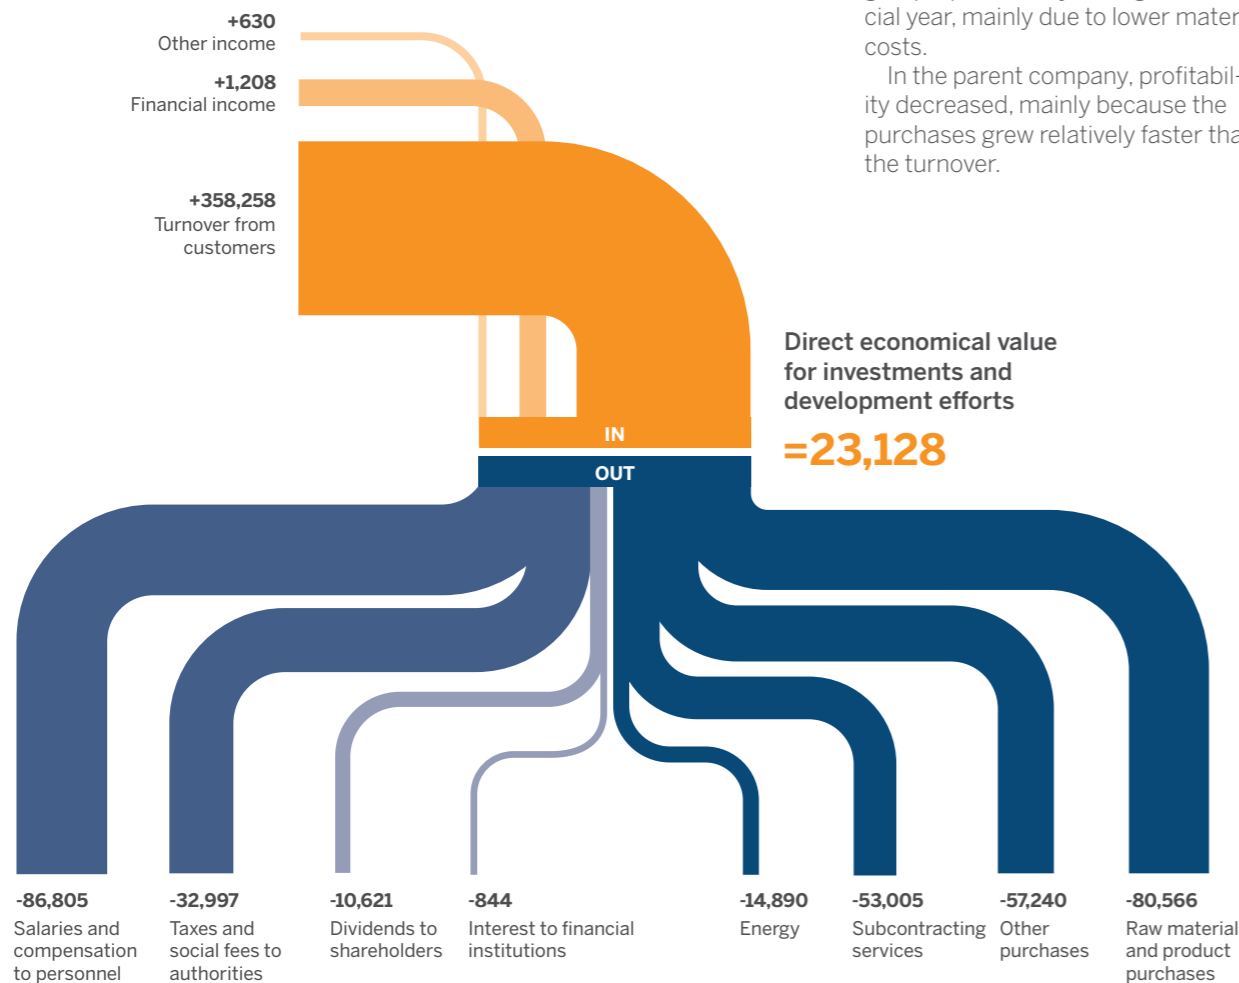 cial year, mainly due to lower mater
costs.
In the parent company, profitabil-
ity decreased, mainly because the
purchases grew relatively faster tha
the turnover.
+630
Other income
+1,208
Financial income
+358,258
Turnover from
customers
Direct economical value
for investments and
development efforts
=23,128
IN
OUT
-86,805
Salaries and
compensation
to personnel
-32,997
Taxes and
social fees to
authorities
-10,621
Dividends to
shareholders
-844
Interest to financial
institutions
-14,890
Energy
-53,005
Subcontracting
services
-57,240
Other
purchases
-80,566
Raw material
and product
purchases